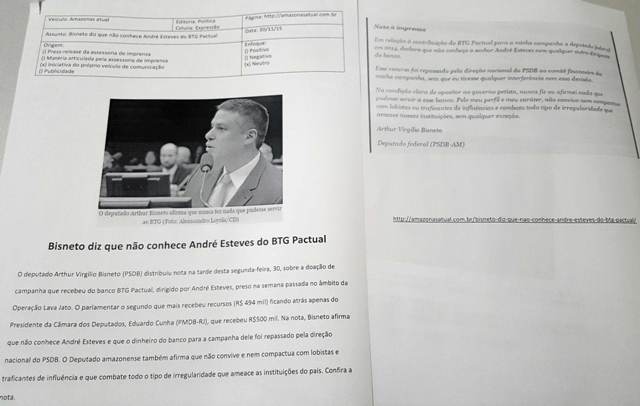 Veículo: Amazonas atual
Editoria: Política
Coluna: Expressão
Página: http://amazonasatual.com.br
Data: 30/11/15
Assunto: Bisneto diz que não conhece André Esteves do BTG Pactual
Origem:
() Press release da assessoria de imprensa
() Matéria articulada pela assessoria de imprensa
(x) Iniciativa do próprio veículo de comunicação
() Publicidade
Enfoque:
() Positivo
() Negativo
(x) Neutro
O deputado Arthur Bisneto afirma que nunca fez nada que pudesse servir
ao BTG (Foto: Alessandro Loyola/CD)
Bisneto diz que não conhece André Esteves do BTG Pactual
O deputado Arthur Virgílio Bisneto (PSDB) distribuiu nota na tarde desta segunda-feira, 30, sobre a doação de
campanha que recebeu do banco BTG Pactual, dirigido por André Esteves, preso na semana passada no âmbito da
Operação Lava Jato. O parlamentar o segundo que mais recebeu recursos (R$ 494 mil) ficando atrás apenas do
Presidente da Câmara dos Deputados, Eduardo Cunha (PMDB-RJ), que recebeu R$500 mil. Na nota, Bisneto afirma
que não conhece André Esteves e que o dinheiro do banco para a campanha dele foi repassado pela direção
nacional do PSDB. O Deputado amazonense também afirma que não convive e nem compactua com lobistas e
traficantes de influência e que combate todo o tipo de irregularidade que ameace as instituições do país. Confira a
nota.
Nota à imprensa
Em relação a contribuição do BTG Pactual para a minha campanha a deputado federal
em 2014, declaro que não conheço o senhor André Esteves nem qualquer outro dirigente
do banco.
Esse recurso foi repassado pela direção nacional do PSDB ao comitê financeiro da
minha campanha, sem que eu tivesse qualquer interferência nem essa decisão.
Na condição clara de opositor ao governo petista, nunca fiz ou afirmei nada que
pudesse servir a esse banco. Pelo meu perfil e meu caráter, não convivo nem compactuo
com lobistas ou traficantes de influências e combato todo tipo de irregularidade que
ameace nossas instituições, sem qualquer exceção.
Arthur Virgílio Bisneto
Deputado federal (PSDB-AM)
http://amazonasatual.com.br/bisneto-diz-que-nao-conhece-andre-esteves-do-btg-pactual/